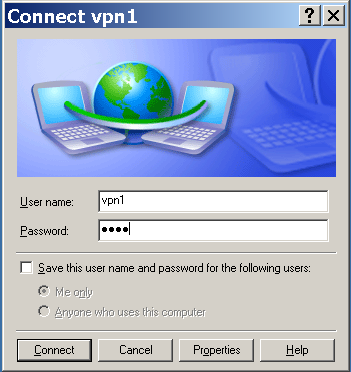 Connect vpn1
User name: vpn1
Password: ●●●●
Save this user name and password for the following users:
Me only
Anyone who uses this computer
Connect Cancel Properties Help